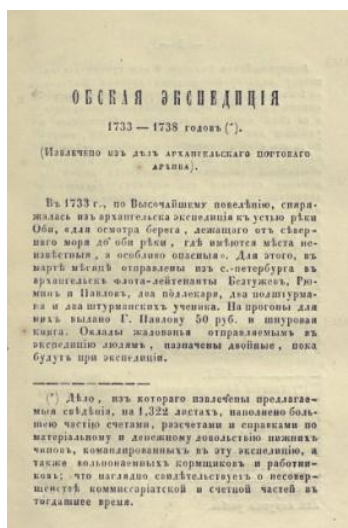 ОБСКАЯ ЭКСПЕДИЦІЯ
1733 — 1738 годовъ (*).
(Извлечено изъ дѣлъ архангельскаго портоваго
архива).
Въ 1733 г., по Высочайшему повелѣнію, снаря-
жалась изъ архангельска экспедиція къ устью рѣки
Оби, «для осмотра берега, лежащаго отъ сѣвер-
наго моря до оби рѣки, гдѣ имѣются мѣста не-
извѣстныя, а особливо опасныя». Для этого, въ
мартѣ мѣсяцѣ отправлены изъ с.-петербурга въ
архангельскъ флота-лейтенанты Безтужевъ, Рю-
минъ и Павловъ, два подлекаря, два подштурма-
на и два штурманскихъ ученика. На прогоны для
нихъ выдано Г. Павлову 50 руб. и шнуровая
книга. Оклады жалованья отправляемымъ въ
экспедицію людямъ, назначены двойные, пока
будутъ при экспедиціи.
(*) Дѣло, изъ котораго извлечены предлагае-
мыя свѣдѣнія, на 1,322 листахъ, наполнено боль-
шею частію счетами, разсчетами и справками по
матеріальному и денежному довольствію нижнихъ
чиновъ, командированныхъ въ эту экспедицію, а
также вольнонаемныхъ кормщиковъ и работни-
ковъ; что наглядно свидѣтельствуетъ о несовер-
шенствѣ коммиссаріатской и счетной частей въ
тогдашнее время.